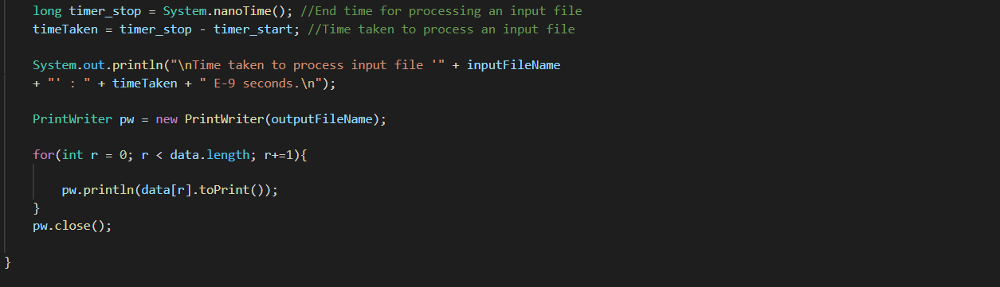 long timer_stop = System.nanoTime(); //End time for processing an input file
timeTaken = timer_stop - timer_start; //Time taken to process an input file
System.out.println("\nTime taken to process input file '" + inputFileName
+ "' : " + timeTaken + " E-9 seconds.\n");
PrintWriter pw = new PrintWriter(outputFileName);
for(int r = 0; r < data.length; r+=1){
pw.println(data[r].toPrint());
}
pw.close();
}